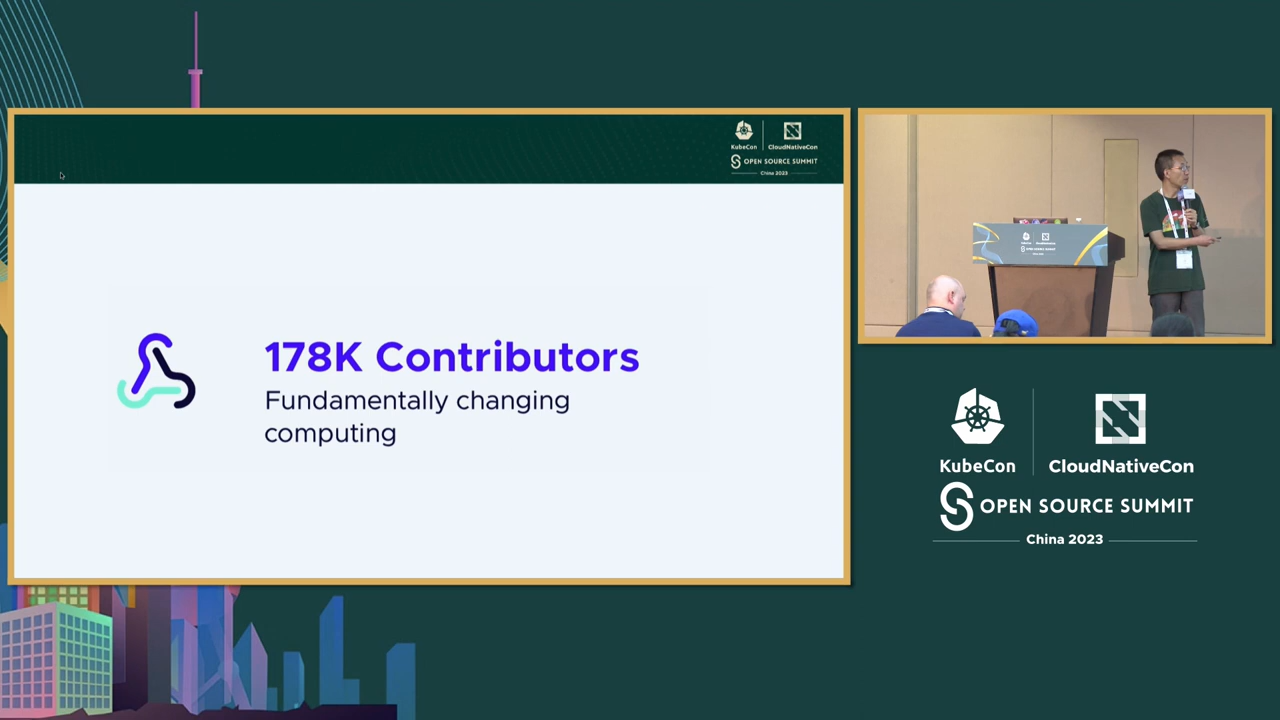 KubeCon
CloudNativeCon
OPEN SOURCE SUMMIT
China 2023
178K Contributors
Fundamentally changing
computing
KubeCon
CloudNativeCon
OPEN SOURCE SUMMIT
China 2023